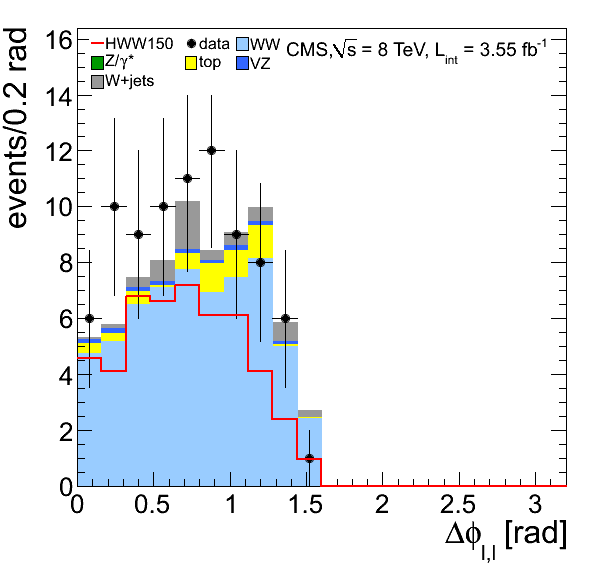 events/0.2 rad
HWW150 data WW
Z/γ* top VZ
W+jets
CMS,√s = 8 TeV, L_int = 3.55 fb⁻¹
16
14
12
10
8
6
4
2
0
0 0.5 1 1.5 2 2.5 3
Δϕ_l,l [rad]